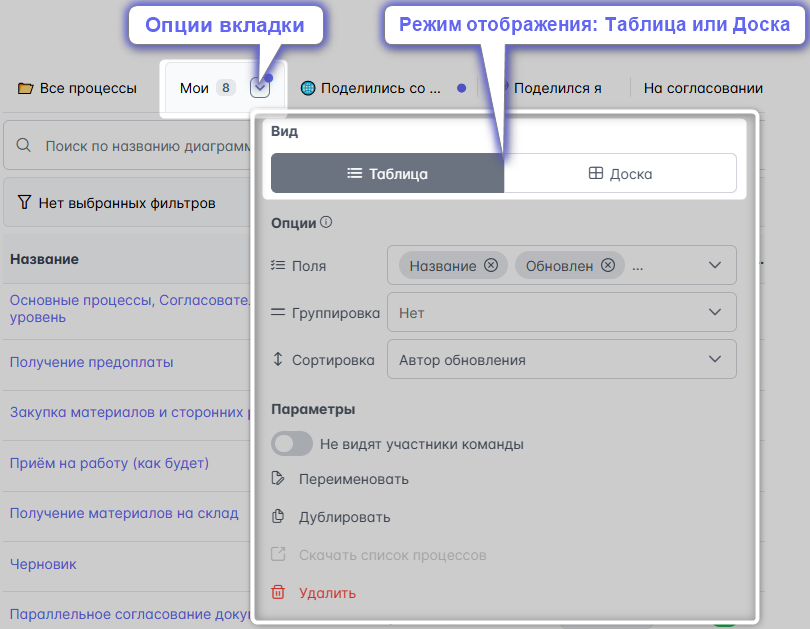 Опции вкладки
Режим отображения: Таблица или Доска
Все процессы
Мои 8
Поделились со ...
Поделился я
На согласовании
Вид
Поиск по названию диаграмм
Таблица
Доска
Нет выбранных фильтров
Опции
Название
Поля
Название
Обновлен
...
Основные процессы, Согласовате
уровень
Группировка
Нет
Получение предоплаты
Сортировка
Автор обновления
Закупка материалов и сторонних
Параметры
Не видят участники команды
Приём на работу (как будет)
Переименовать
Получение материалов на склад
Дублировать
Скачать список процессов
Черновик
Удалить
Параллельное согласование доку